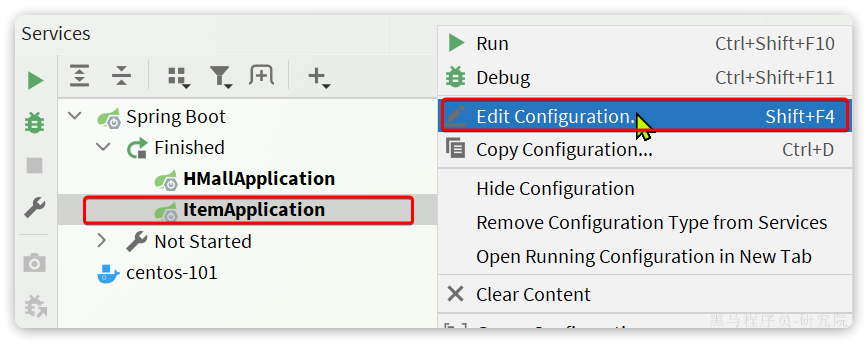 Services
Spring Boot
Finished
HMallApplication
ItemApplication
Not Started
centos-101
Run Ctrl+Shift+F10
Debug Ctrl+Shift+F11
Edit Configuration... Shift+F4
Copy Configuration... Ctrl+D
Hide Configuration
Remove Configuration Type from Services
Open Running Configuration in New Tab
Clear Content
黑马程序员-研究院